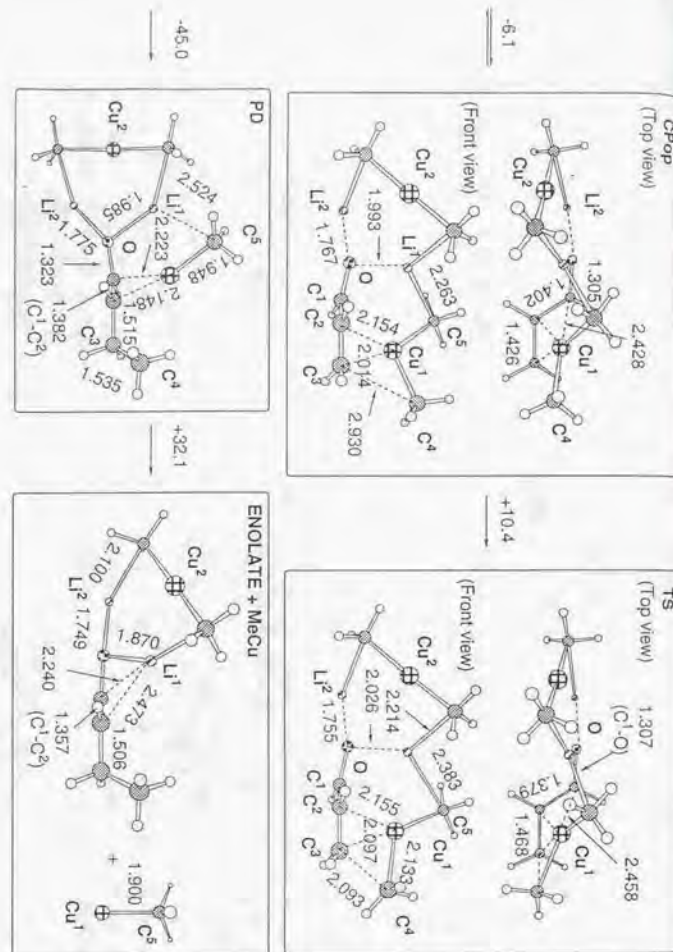 -6.1
CPop
(Top view)
Cu²
Li²
1.305
1.402
1.426
Cu¹
2.428
C⁴
(Front view)
Cu²
Li²
1.767
1.993
O
Li¹
2.263
C¹
C²
C³
2.154
2.014
Cu¹
C⁵
2.930
C⁴
+10.4
TS
(Top view)
1.307
(C¹-O)
O
1.379
1.468
Cu¹
2.458
(Front view)
Cu²
Li²
1.755
2.214
2.026
O
2.383
C¹
C²
C³
2.155
2.097
2.133
2.093
Cu¹
C⁵
C⁴
-45.0
PD
Cu²
Li²
1.775
1.985
Li¹
2.524
O
2.223
C⁵
1.948
2.148
1.323
1.382
(C¹-C²)
1.515
C³
C⁴
1.535
+32.1
ENOLATE + MeCu
Cu²
2.100
Li²
1.749
1.870
Li¹
2.240
2.473
1.357
(C¹-C²)
1.506
+
1.900
Cu¹
C⁵